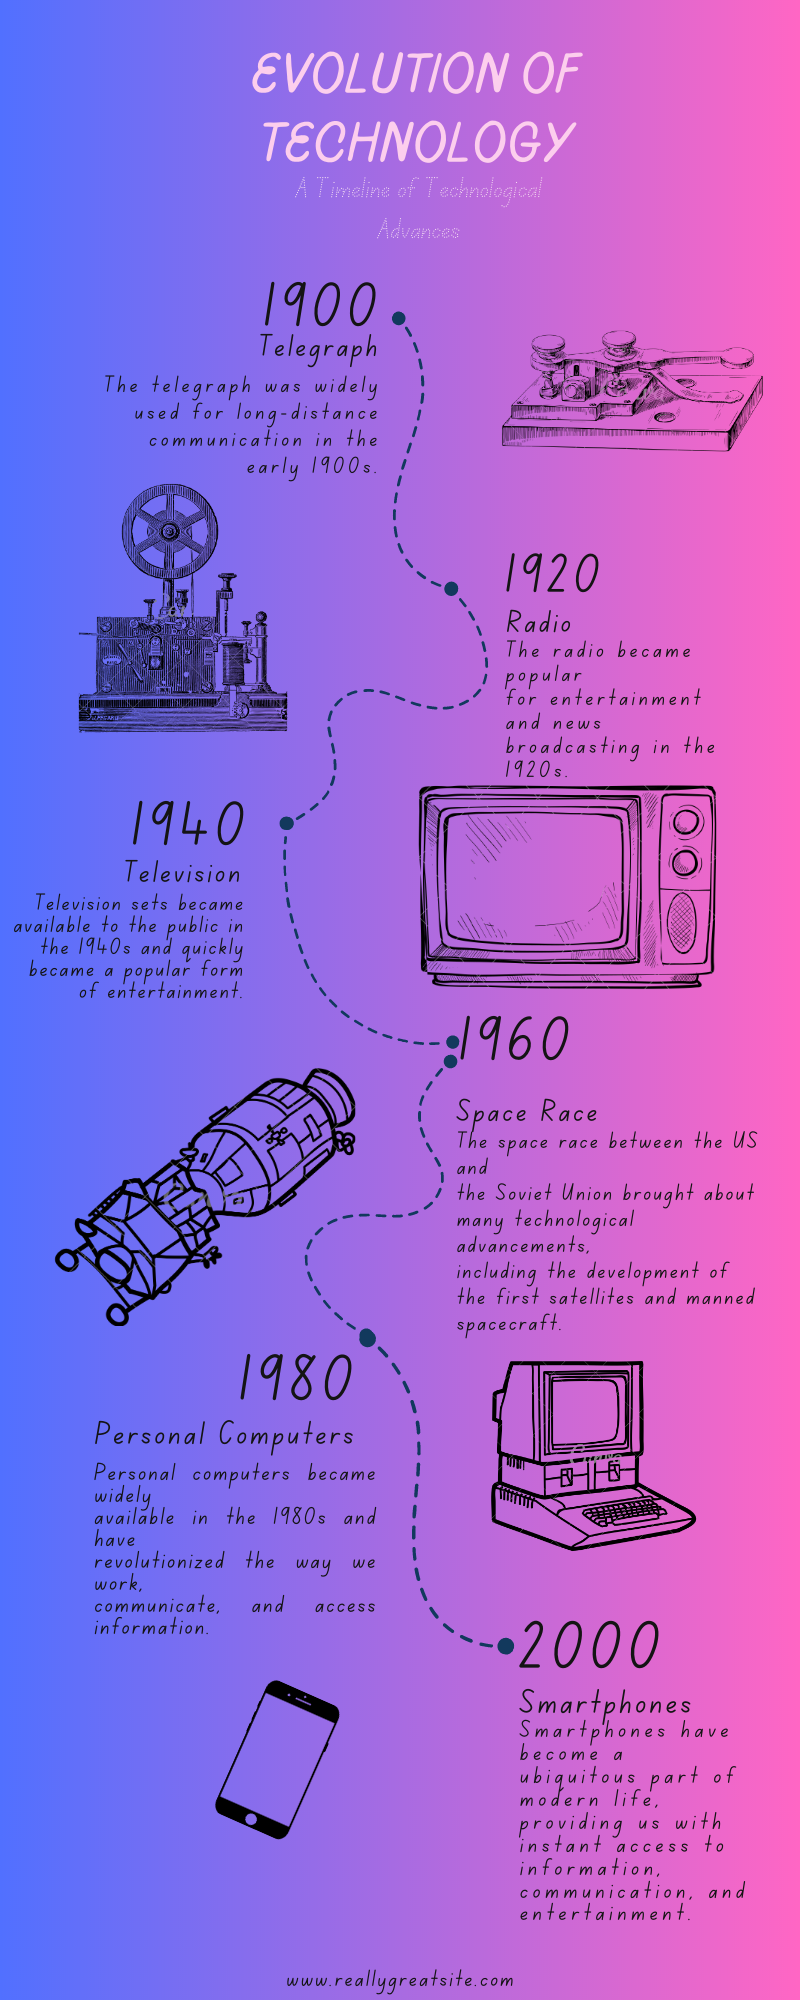 EVOLUTION OF
TECHNOLOGY
A Timeline of Technological
Advances
1900
Telegraph
The telegraph was widely
used for long-distance
communication in the
early 1900s.
1920
Radio
The radio became
popular
for entertainment
and news
broadcasting in the
1920s.
1940
Television
Television sets became
available to the public in
the 1940s and quickly
became a popular form
of entertainment.
1960
Space Race
The space race between the US
and
the Soviet Union brought about
many technological
advancements,
including the development of
the first satellites and manned
spacecraft.
1980
Personal Computers
Personal computers became
widely
available in the 1980s and
have
revolutionized the way we
work,
communicate, and access
information.
2000
Smartphones
Smartphones have
become a
ubiquitous part of
modern life,
providing us with
instant access to
information,
communication, and
entertainment.
www.reallygreatsite.com